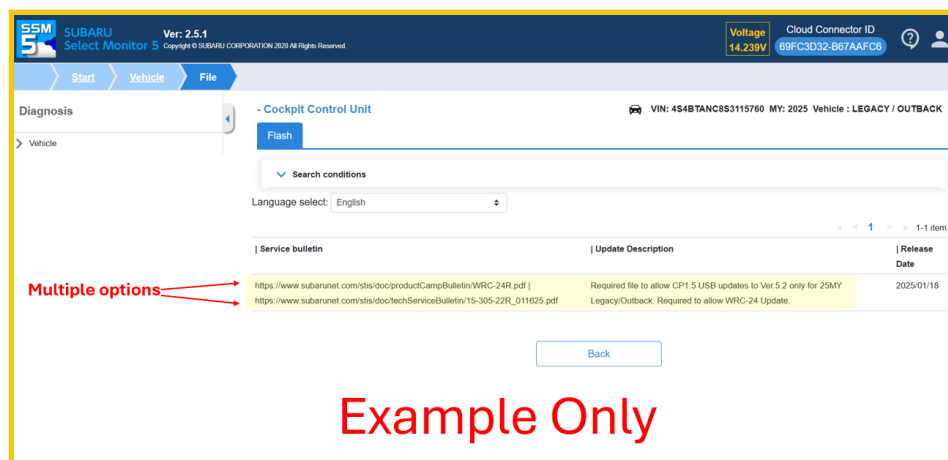 SSM
5
SUBARU
Select Monitor 5
Ver: 2.5.1
Copyright © SUBARU CORPORATION 2020 All Rights Reserved.
Voltage
14.239V
Cloud Connector ID
69FC3D32-B67AAFC6
Start
Vehicle
File
Diagnosis
Vehicle
- Cockpit Control Unit
VIN: 4S4BTANC8S3115760 MY: 2025 Vehicle : LEGACY / OUTBACK
Flash
Search conditions
Language select: English
« < 1 > » 1-1 item
| Service bulletin | Update Description | Release
Date
Multiple options
https://www.subarunet.com/stis/doc/productCampBulletin/WRC-24R.pdf | Required file to allow CP1.5 USB updates to Ver.5.2 only for 25MY 2025/01/18
https://www.subarunet.com/stis/doc/techServiceBulletin/15-305-22R_011625.pdf Legacy/Outback. Required to allow WRC-24 Update.
Back
Example Only